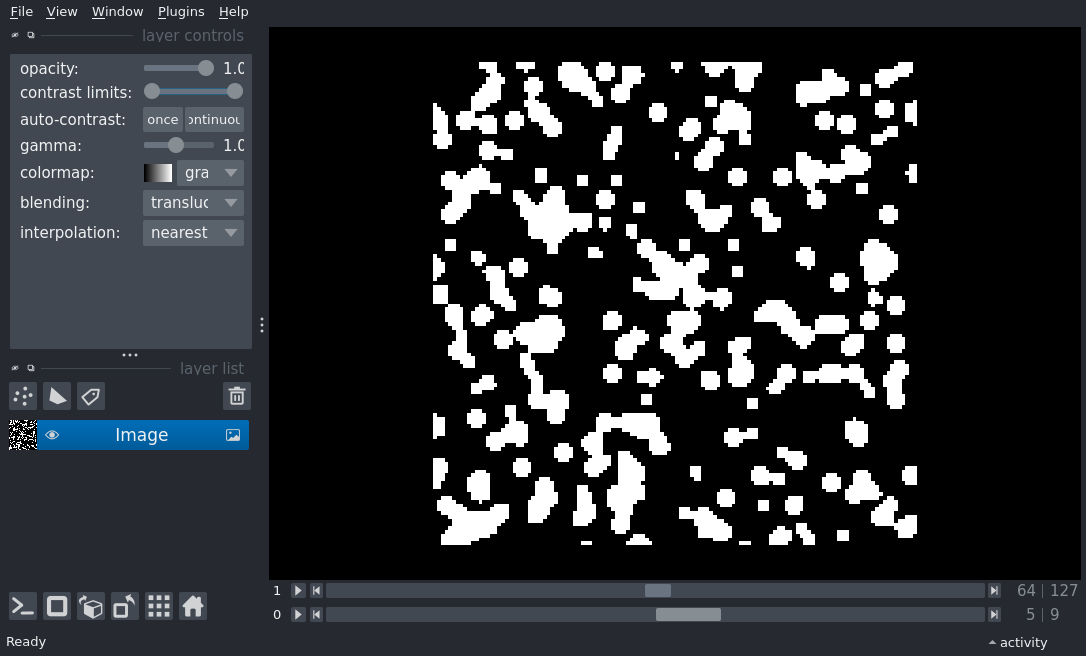 File View Window Plugins Help
layer controls
opacity: 1.0
contrast limits:
auto-contrast: once ontinuou
gamma: 1.0
colormap: gra
blending: transluc
interpolation: nearest
layer list
Image
1 64 | 127
0 5 | 9
Ready activity